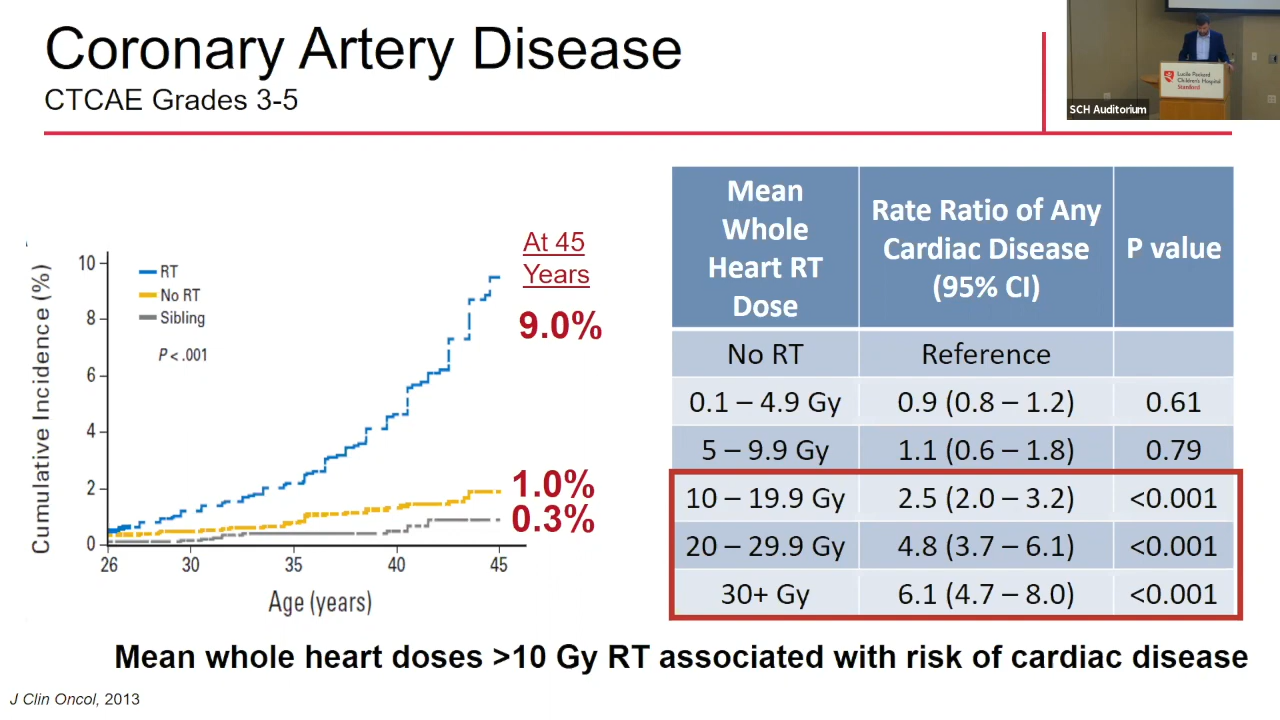 Coronary Artery Disease
CTCAE Grades 3-5
Lucile Packard
Children's Hospital
Stanford
SCH Auditorium
Cumulative Incidence (%)
10
8
6
4
2
0
RT
No RT
Sibling
P < .001
26
30
35
40
45
Age (years)
At 45
Years
9.0%
1.0%
0.3%
Mean
Whole
Heart RT
Dose
Rate Ratio of Any
Cardiac Disease
(95% CI)
P value
No RT
Reference
0.1 – 4.9 Gy
0.9 (0.8 – 1.2)
0.61
5 – 9.9 Gy
1.1 (0.6 – 1.8)
0.79
10 – 19.9 Gy
2.5 (2.0 – 3.2)
<0.001
20 – 29.9 Gy
4.8 (3.7 – 6.1)
<0.001
30+ Gy
6.1 (4.7 – 8.0)
<0.001
Mean whole heart doses >10 Gy RT associated with risk of cardiac disease
J Clin Oncol, 2013